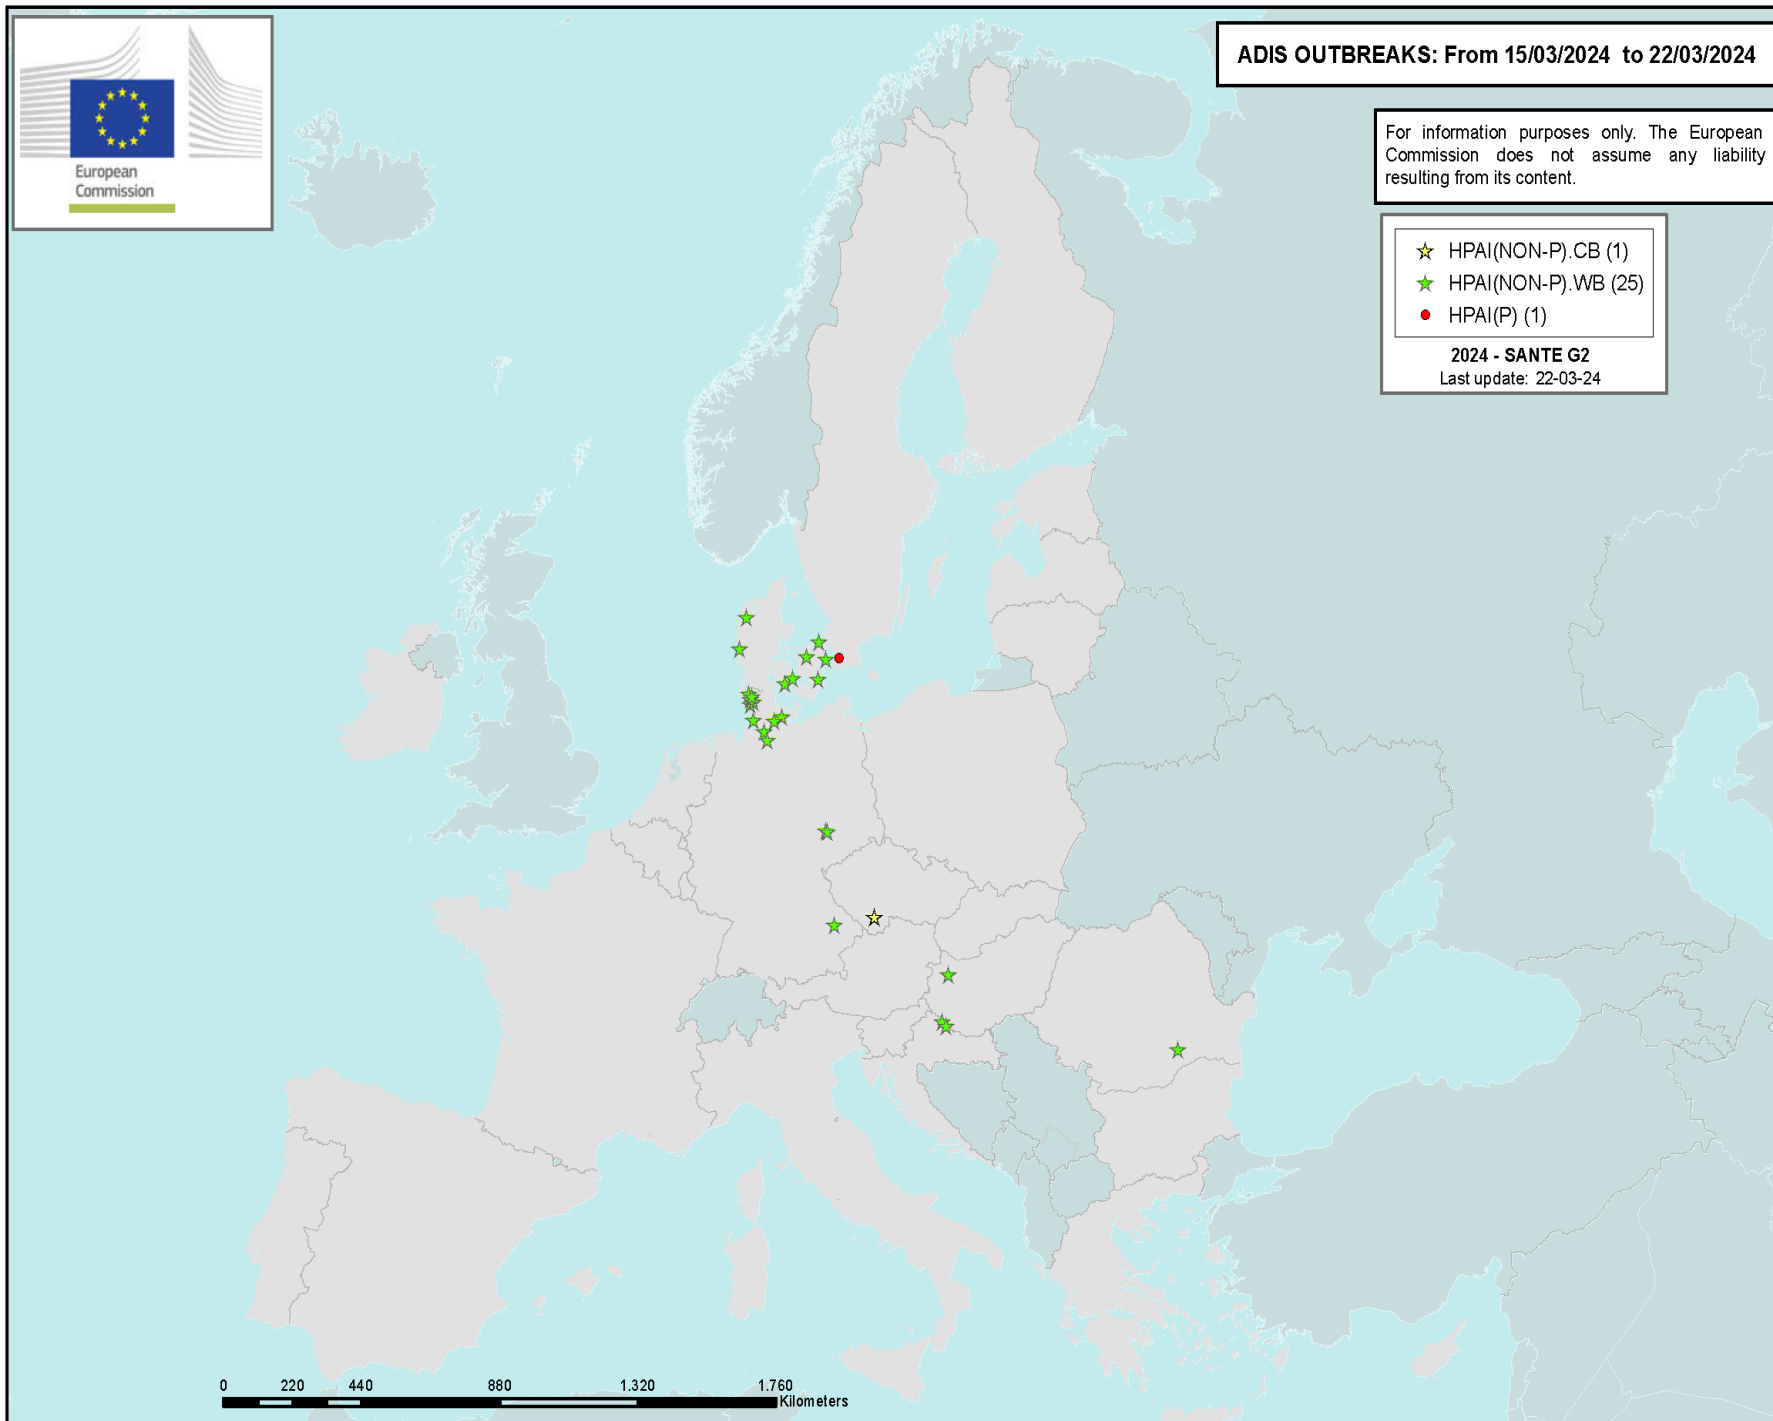 European
Commission
ADIS OUTBREAKS: From 15/03/2024 to 22/03/2024
For information purposes only. The European
Commission does not assume any liability
resulting from its content.
HPAI(NON-P).CB (1)
HPAI(NON-P).WB (25)
HPAI(P) (1)
2024 - SANTE G2
Last update: 22-03-24
0 220 440 880 1.320 1.760
Kilometers